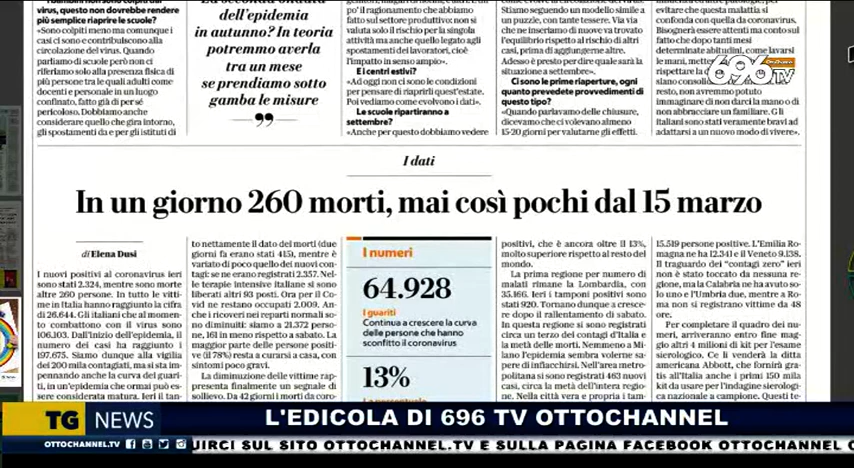 virus, questo non dovrebbe rendere
più semplice riaprire le scuole?
«Sono colpiti meno ma comunque i
casi ci sono e contribuiscono alla
circolazione del virus. Quando
parliamo di scuole però non ci
riferiamo solo alla presenza fisica di
più persone tra le quali adulti come
docenti e personale in un luogo
confinato, fatto già di per sé
pericoloso. Dobbiamo anche
considerare quello che gira intorno,
gli spostamenti da e per gli istituti di
La seconda ondata
dell'epidemia
in autunno? In teoria
potremmo averla
tra un mese
se prendiamo sotto
gamba le misure
po' il ragionamento che abbiamo
fatto sul settore produttivo: non si
valuta solo il rischio per la singola
attività ma anche quello legato agli
spostamenti dei lavoratori, cioè
l'impatto in senso ampio».
E i centri estivi?
«Ad oggi non ci sono le condizioni
per pensare di riaprirli quest'estate.
Poi vediamo come evolvono i dati».
Le scuole ripartiranno a
settembre?
«Anche per questo dobbiamo vedere
Stiamo seguendo un modello simile a
un puzzle, con tante tessere. Via via
che ne inseriamo di nuove va trovato
l'equilibrio rispetto al rischio di altri
casi, prima di aggiungerne altre.
Adesso è presto per dire quale sarà la
situazione a settembre».
Ci sono le prime riaperture, ogni
quanto prevedete provvedimenti di
questo tipo?
«Quando parlavamo delle chiusure,
dicevamo che ci volevano almeno
15-20 giorni per valutarne gli effetti.
evitare che questa malattia si
confonda con quella da coronavirus.
Bisognerà essere attenti ma conto sul
fatto che dopo tanti mesi
determinate abitudini, come lavarsi
le mani, mettersi
rispettare la
siano consol
resto, non avremmo potuto
immaginare di non darci la mano o di
non abbracciare un familiare. Gli
italiani sono stati veramente bravi ad
adattarsi a un nuovo modo di vivere».
696 TV
I dati
In un giorno 260 morti, mai così pochi dal 15 marzo
di Elena Dusi
I nuovi positivi al coronavirus ieri
sono stati 2.324, mentre sono morte
altre 260 persone. In tutto le vitti-
me in Italia hanno raggiunto la cifra
di 26.644. Gli italiani che al momen-
to combattono con il virus sono
106.103. Dall'inizio dell'epidemia, il
numero dei casi ha raggiunto i
197.675. Siamo dunque alla vigilia
dei 200 mila contagiati, ma si sta im-
pennando anche la curva dei guari-
ti, in un'epidemia che ormai può es-
sere considerata matura. Ieri il tan-
to nettamente il dato dei morti (due
giorni fa erano stati 415), mentre è
variato di poco quello dei nuovi con-
tagi: se ne erano registrati 2.357. Nel-
le terapie intensive italiane si sono
liberati altri 93 posti. Ora per il Co-
vid ne restano occupati 2.009. An-
che i ricoveri nei reparti normali so-
no diminuiti: siamo a 21.372 perso-
ne, 161 in meno rispetto a sabato. La
maggior parte delle persone positi-
ve (il 78%) resta a curarsi a casa, con
sintomi poco gravi.
La diminuzione delle vittime rap-
presenta finalmente un segnale di
sollievo. Da 42 giorni i morti da coro-
I numeri
64.928
I guariti
Continua a crescere la curva
delle persone che hanno
sconfitto il coronavirus
13%
positivi, che è ancora oltre il 13%,
molto superiore rispetto al resto del
mondo.
La prima regione per numero di
malati rimane la Lombardia, con
35.166. Ieri i tamponi positivi sono
stati 920. Tornano dunque a cresce-
re dopo il rallentamento di sabato.
In questa regione si sono registrati
circa un terzo dei contagi d'Italia e
la metà delle morti. Nemmeno a Mi-
lano l'epidemia sembra volerne sa-
pere di infiacchirsi. Nell'area metro-
politana si sono registrati 463 nuovi
casi, circa la metà dell'intera regio-
ne. Nella città vera e propria i tam-
15.519 persone positive. L'Emilia Ro-
magna ne ha 12.341 e il Veneto 9.138.
Il traguardo dei "contagi zero" ieri
non è stato toccato da nessuna re-
gione, ma la Calabria ne ha avuto so-
lo uno e l'Umbria due, mentre a Ro-
ma non si registrano vittime da 48
ore.
Per completare il quadro dei nu-
meri, arriveranno entro fine mag-
gio altri 4 milioni di kit per l'esame
sierologico. Ce li venderà la ditta
americana Abbott, che fornirà gra-
tis all'Italia anche i primi 150 mila
kit da usare per l'indagine sierologi-
ca nazionale a campione. Questi te-
TG NEWS
L'EDICOLA DI 696 TV OTTOCHANNEL
OTTOCHANNEL.TV
UIRCI SUL SITO OTTOCHANNEL.TV E SULLA PAGINA FACEBOOK OTTOCHANNEL